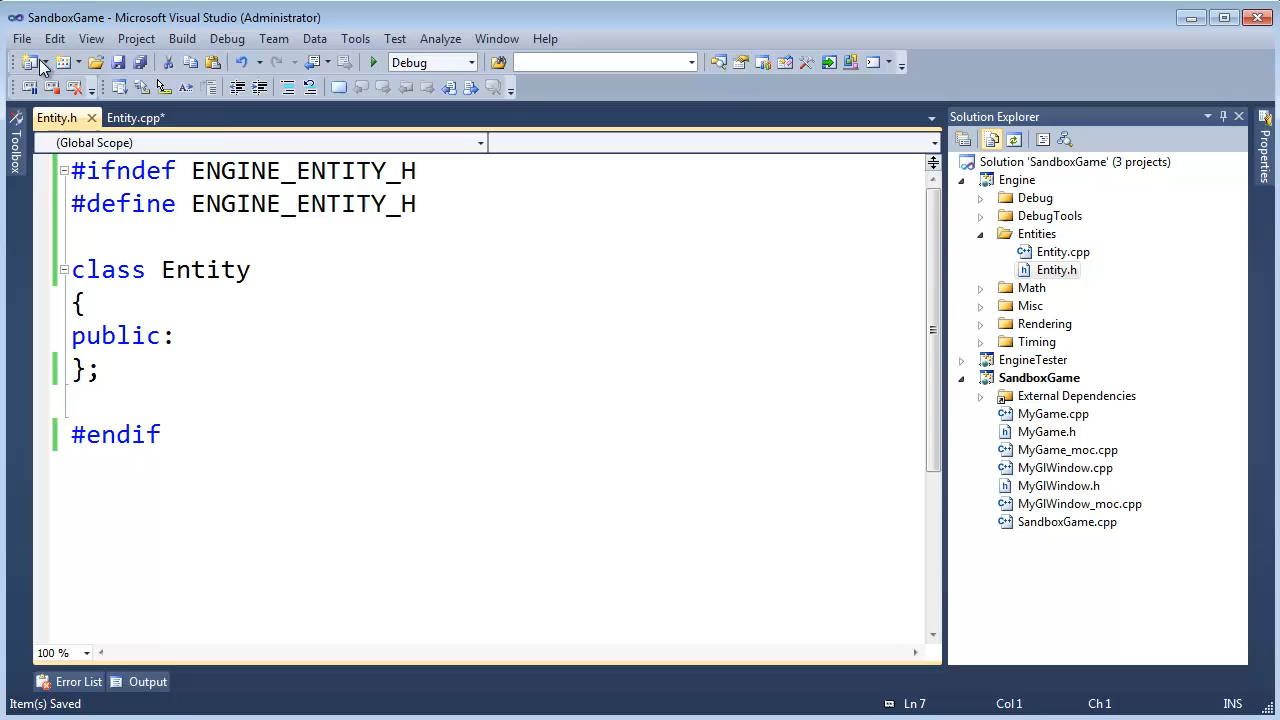 SandboxGame - Microsoft Visual Studio (Administrator)
File Edit View Project Build Debug Team Data Tools Test Analyze Window Help
Debug
Entity.h Entity.cpp*
(Global Scope)
#ifndef ENGINE_ENTITY_H
#define ENGINE_ENTITY_H
class Entity
{
public:
};
#endif
100 %
Toolbox
Solution Explorer
Solution 'SandboxGame' (3 projects)
Engine
Debug
DebugTools
Entities
Entity.cpp
Entity.h
Math
Misc
Rendering
Timing
EngineTester
SandboxGame
External Dependencies
MyGame.cpp
MyGame.h
MyGame_moc.cpp
MyGlWindow.cpp
MyGlWindow.h
MyGlWindow_moc.cpp
SandboxGame.cpp
Properties
Error List Output
Item(s) Saved Ln 7 Col 1 Ch 1 INS